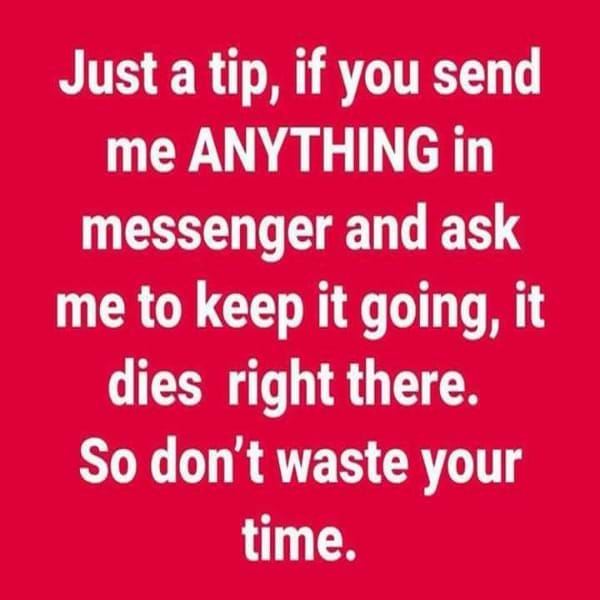 Just a tip, if you send
me ANYTHING in
messenger and ask
me to keep it going, it
dies right there.
So don’t waste your
time.